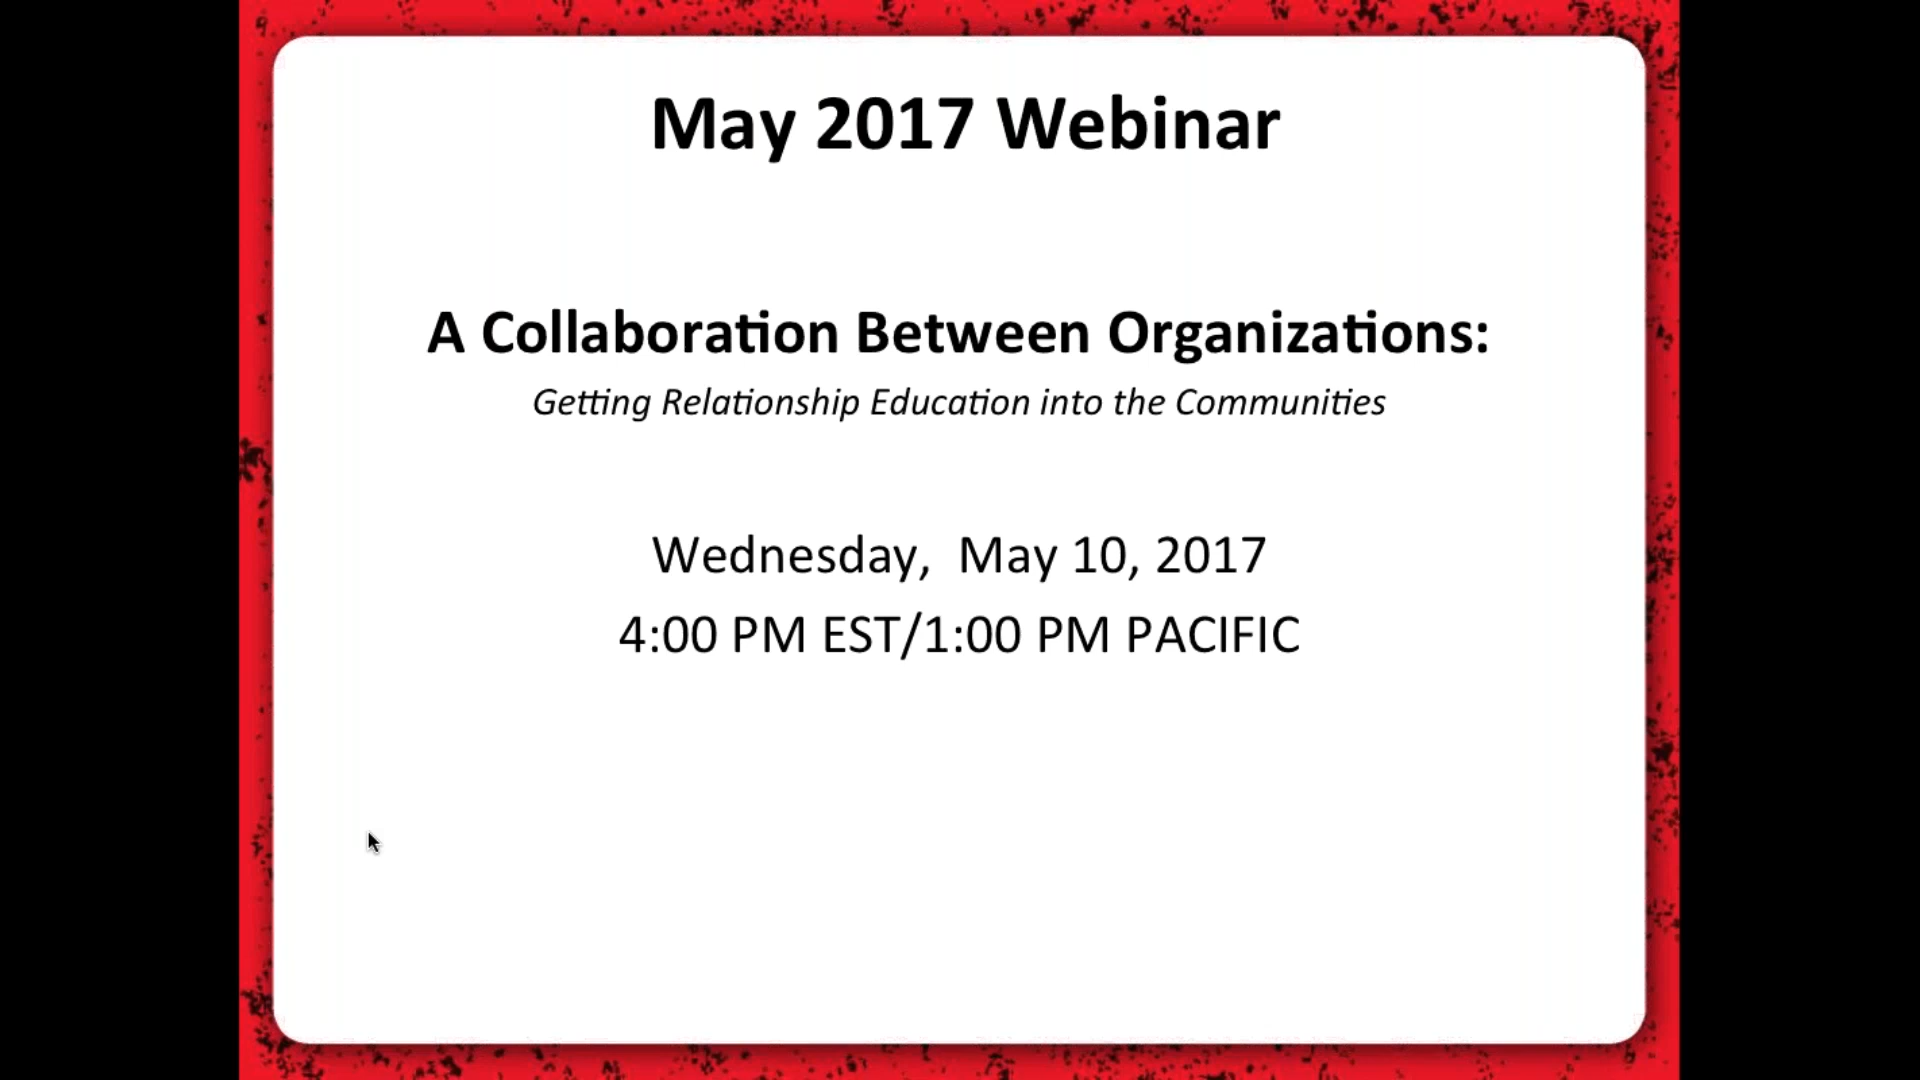 May 2017 Webinar
A Collaboration Between Organizations:
Getting Relationship Education into the Communities
Wednesday,  May 10, 2017
4:00 PM EST/1:00 PM PACIFIC